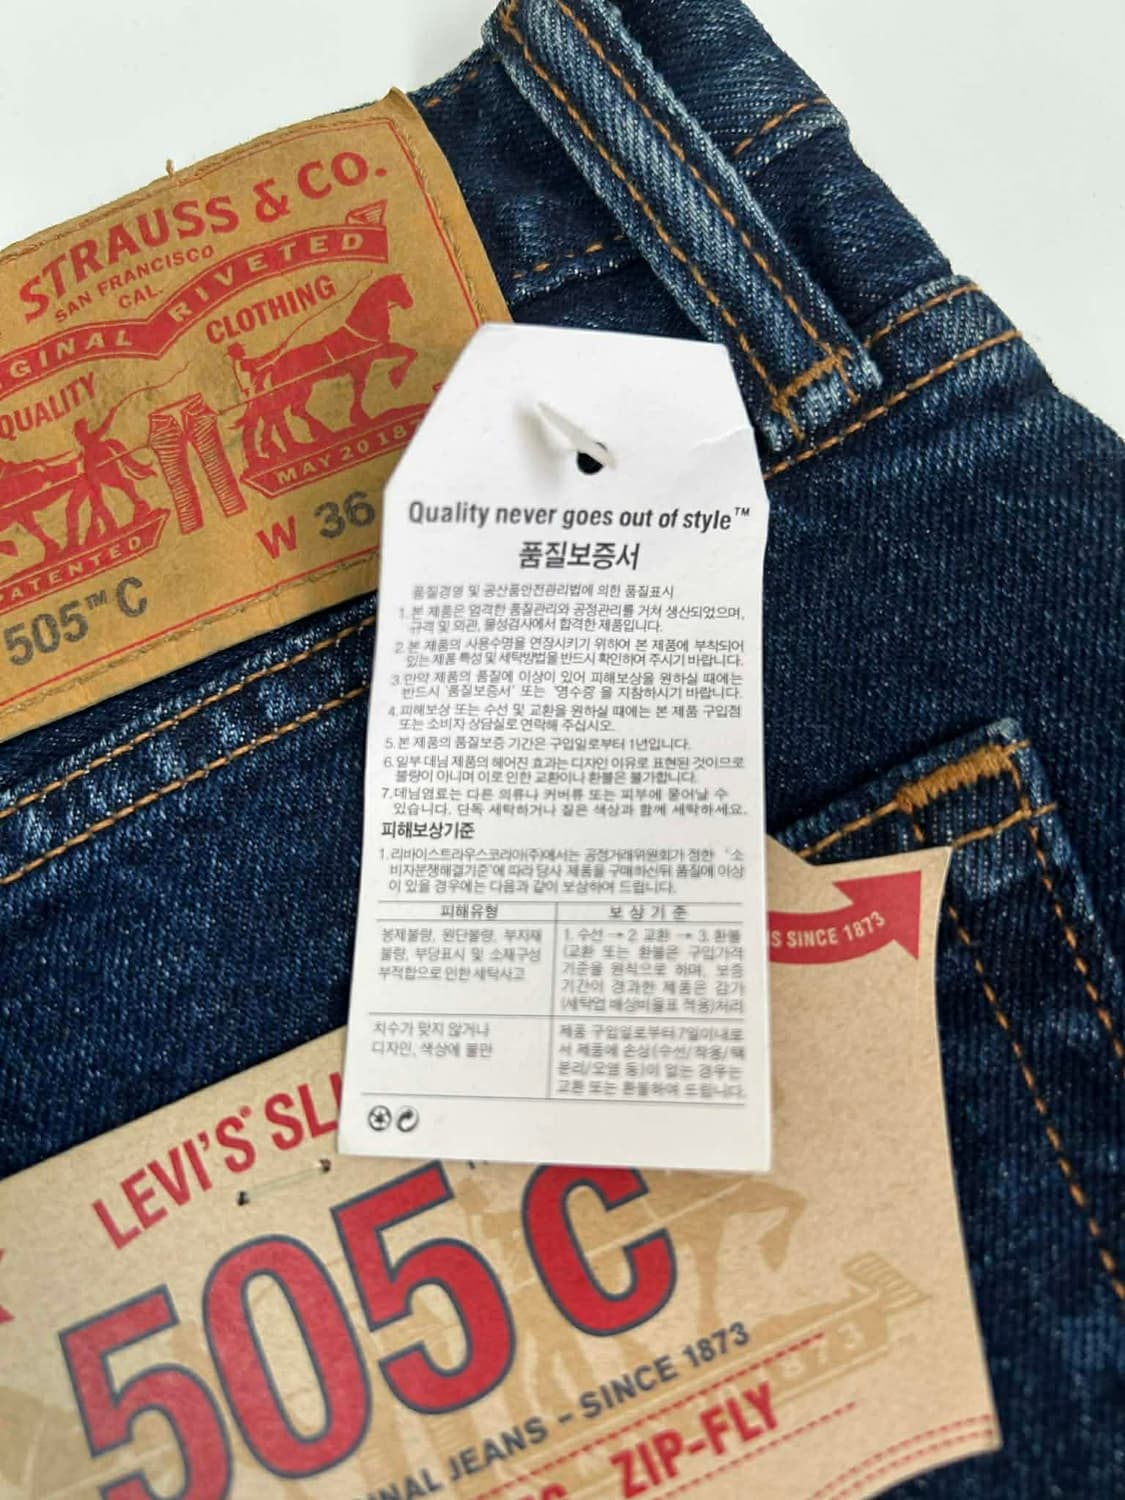 STRAUSS & CO.
SAN FRANCISCO
CAL.
GINAL RIVETED
QUALITY CLOTHING
MAY 20 18
PATENTED
W 36
505™ C
Quality never goes out of style™
품질보증서
품질경영 및 공산품안전관리법에 의한 품질표시
1. 본 제품은 엄격한 품질관리와 공정관리를 거쳐 생산되었으며,
규격 및 외관, 물성검사에서 합격한 제품입니다.
2. 본 제품의 사용수명을 연장시키기 위하여 본 제품에 부착되어
있는 제품 특성 및 세탁방법을 반드시 확인하여 주시기 바랍니다.
3. 만약 제품의 품질에 이상이 있어 피해보상을 원하실 때에는
반드시 '품질보증서' 또는 '영수증'을 지참하시기 바랍니다.
4. 피해보상 또는 수선 및 교환을 원하실 때에는 본 제품 구입점
또는 소비자 상담실로 연락해 주십시오.
5. 본 제품의 품질보증 기간은 구입일로부터 1년입니다.
6. 일부 데님 제품의 헤어진 효과는 디자인 이유로 표현된 것이므로
불량이 아니며 이로 인한 교환이나 환불은 불가합니다.
7. 데님염료는 다른 의류나 커버류 또는 피부에 묻어날 수
있습니다. 단독 세탁하거나 짙은 색상과 함께 세탁하세요.
피해보상기준
1. 리바이스트라우스코리아(주)에서는 공정거래위원회가 정한 '소
비자분쟁해결기준'에 따라 당사 제품을 구매하신뒤 품질에 이상
이 있을 경우에는 다음과 같이 보상하여 드립니다.
피해유형 보상기준
봉제불량, 원단불량, 부자재
불량, 부당표시 및 소재구성
부적합으로 인한 세탁사고
1. 수선 → 2. 교환 → 3. 환불
(교환 또는 환불은 구입가격
기준을 원칙으로 하며, 보증
기간이 경과한 제품은 감가
(세탁업 배상비율표 적용)처리
치수가 맞지 않거나
디자인, 색상에 불만
제품 구입일로부터 7일이내로
서 제품에 손상(수선/착용/택
분리/오염 등)이 없는 경우는
교환 또는 환불하여 드립니다.
S SINCE 1873
LEVI'S® SLI
505 C
NAL JEANS - SINCE 1873
ZIP-FLY